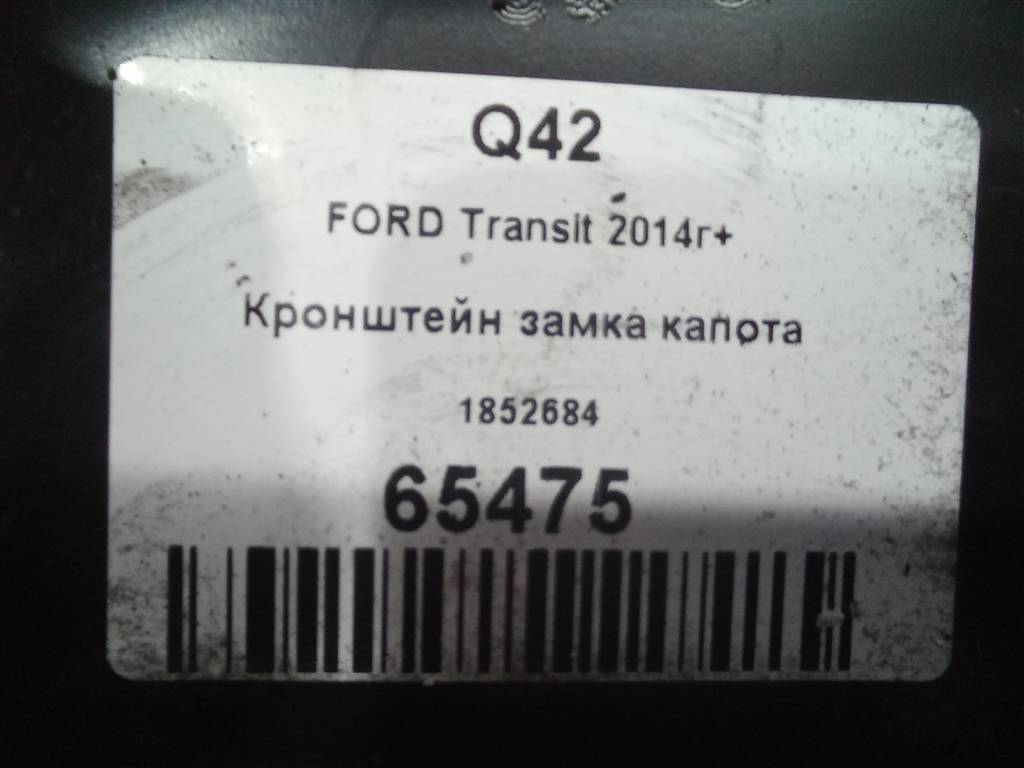 Q42
FORD Transit 2014г+
Кронштейн замка капота
1852684
65475